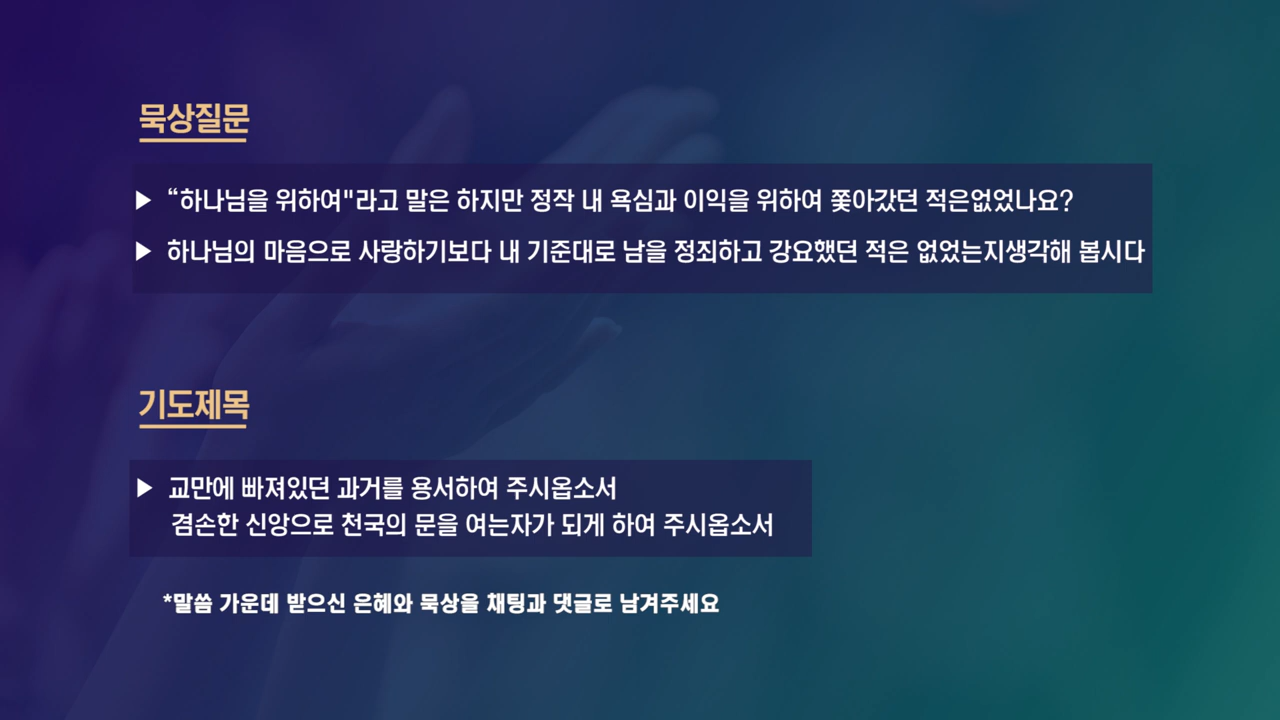 묵상질문
▶ “하나님을 위하여"라고 말은 하지만 정작 내 욕심과 이익을 위하여 쫓아갔던 적은없었나요?
▶ 하나님의 마음으로 사랑하기보다 내 기준대로 남을 정죄하고 강요했던 적은 없었는지생각해 봅시다
기도제목
▶ 교만에 빠져있던 과거를 용서하여 주시옵소서
겸손한 신앙으로 천국의 문을 여는자가 되게 하여 주시옵소서
*말씀 가운데 받으신 은혜와 묵상을 채팅과 댓글로 남겨주세요